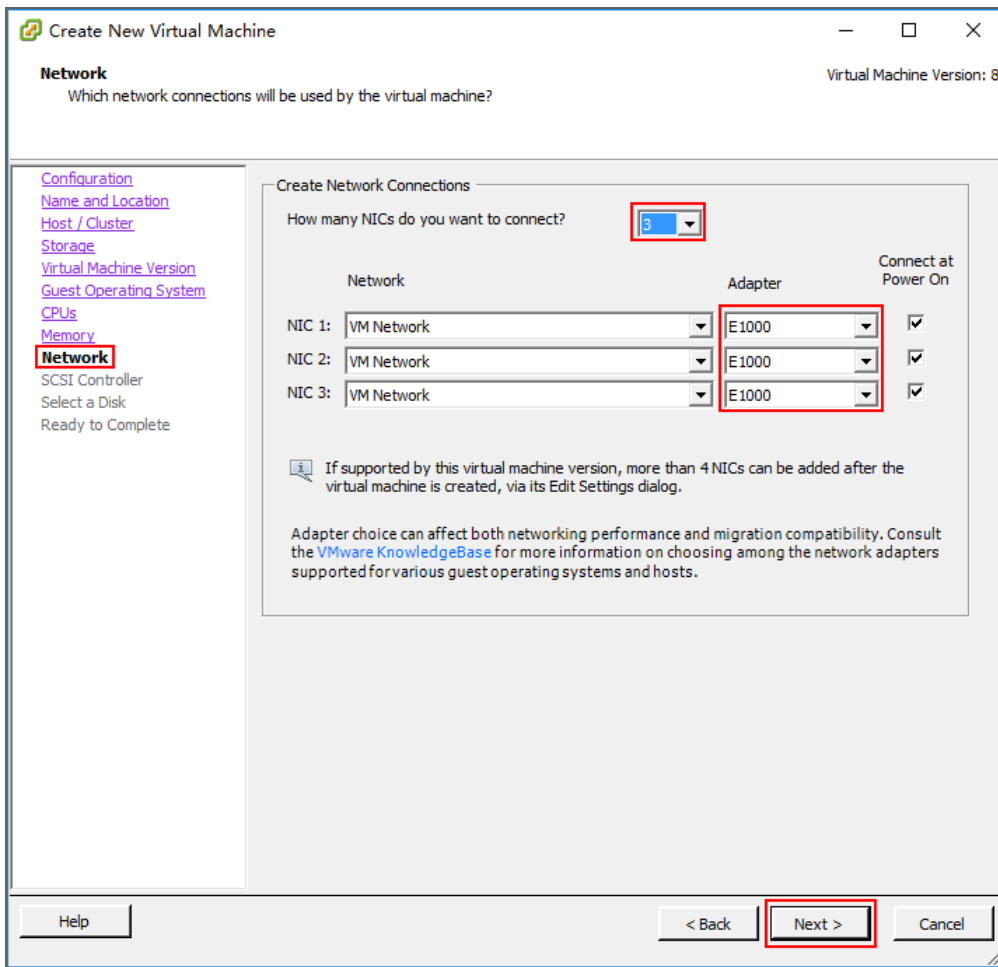 Create New Virtual Machine
Network
Virtual Machine Version: 8
Which network connections will be used by the virtual machine?
Configuration
Name and Location
Host / Cluster
Storage
Virtual Machine Version
Guest Operating System
CPUs
Memory
Network
SCSI Controller
Select a Disk
Ready to Complete
Create Network Connections
How many NICs do you want to connect? 3
Network Adapter Connect at Power On
NIC 1: VM Network E1000
NIC 2: VM Network E1000
NIC 3: VM Network E1000
If supported by this virtual machine version, more than 4 NICs can be added after the
virtual machine is created, via its Edit Settings dialog.
Adapter choice can affect both networking performance and migration compatibility. Consult
the VMware KnowledgeBase for more information on choosing among the network adapters
supported for various guest operating systems and hosts.
Help < Back Next > Cancel